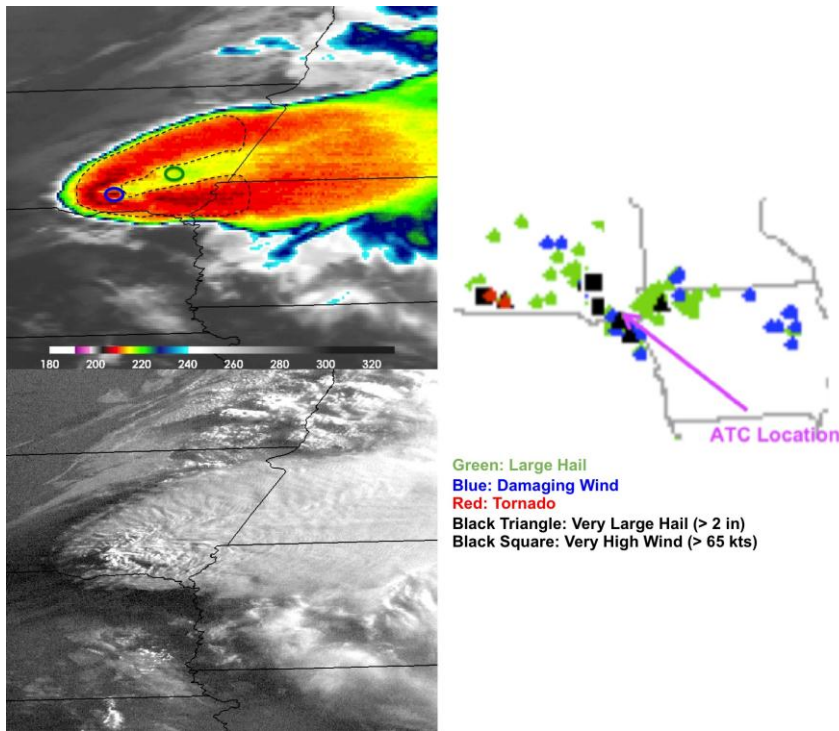 180 200 220 240 260 280 300 320
ATC Location
Green: Large Hail
Blue: Damaging Wind
Red: Tornado
Black Triangle: Very Large Hail (> 2 in)
Black Square: Very High Wind (> 65 kts)